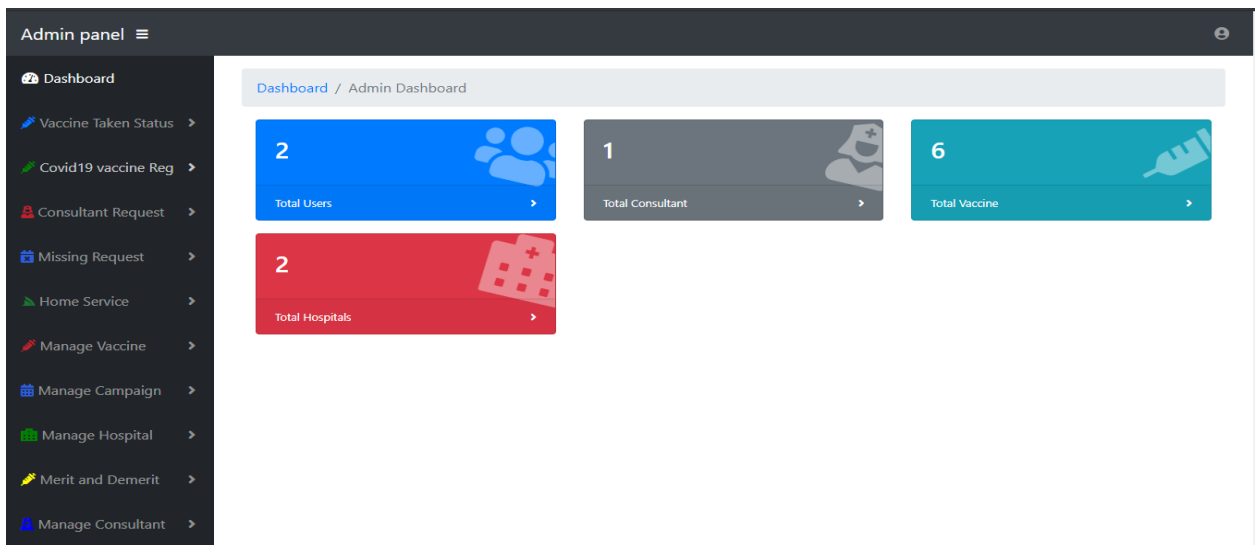 Admin panel
Dashboard
Vaccine Taken Status
Covid19 vaccine Reg
Consultant Request
Missing Request
Home Service
Manage Vaccine
Manage Campaign
Manage Hospital
Merit and Demerit
Manage Consultant
Dashboard / Admin Dashboard
2
Total Users
1
Total Consultant
6
Total Vaccine
2
Total Hospitals